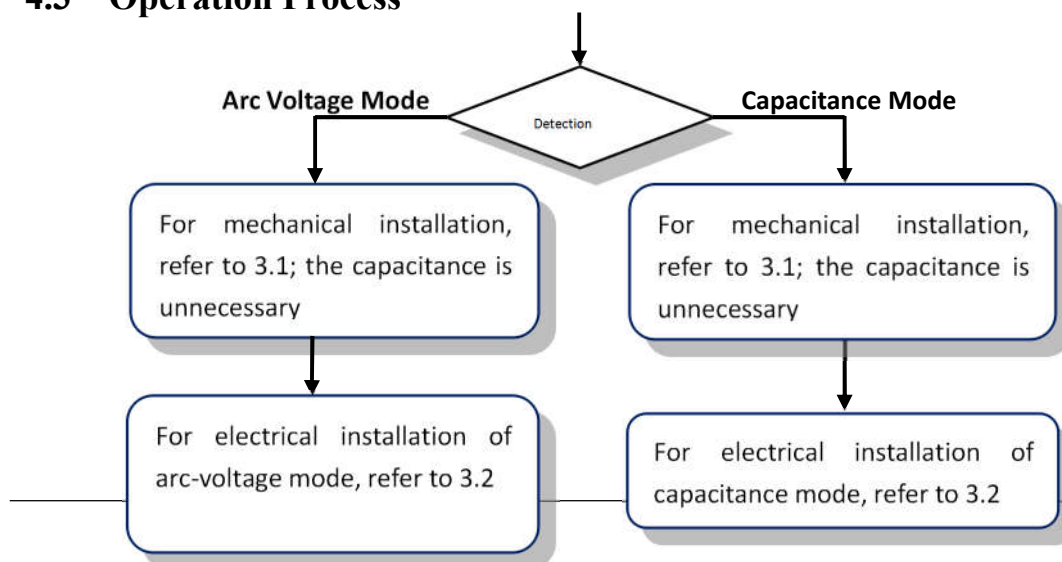 4.3 Operation Process
Arc Voltage Mode
Capacitance Mode
Detection
For mechanical installation,
refer to 3.1; the capacitance is
unnecessary
For mechanical installation,
refer to 3.1; the capacitance is
unnecessary
For electrical installation of
arc-voltage mode, refer to 3.2
For electrical installation of
capacitance mode, refer to 3.2